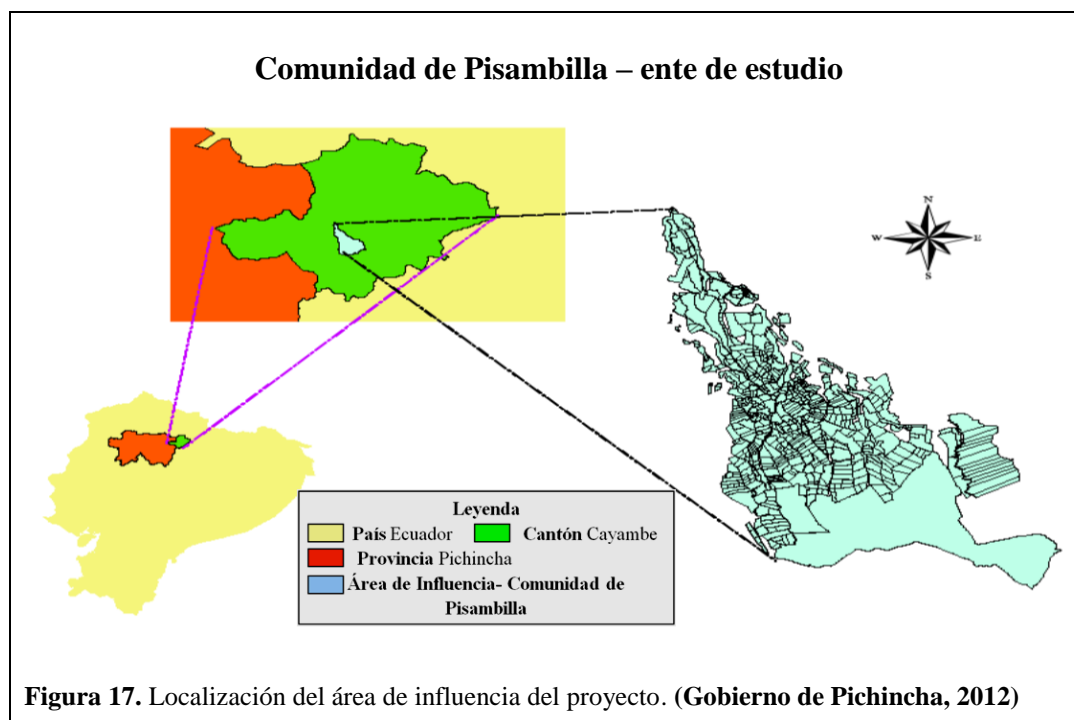 Comunidad de Pisambilla – ente de estudio
N
W E
S
Leyenda
País Ecuador Cantón Cayambe
Provincia Pichincha
Área de Influencia- Comunidad de
Pisambilla
Figura 17. Localización del área de influencia del proyecto. (Gobierno de Pichincha, 2012)